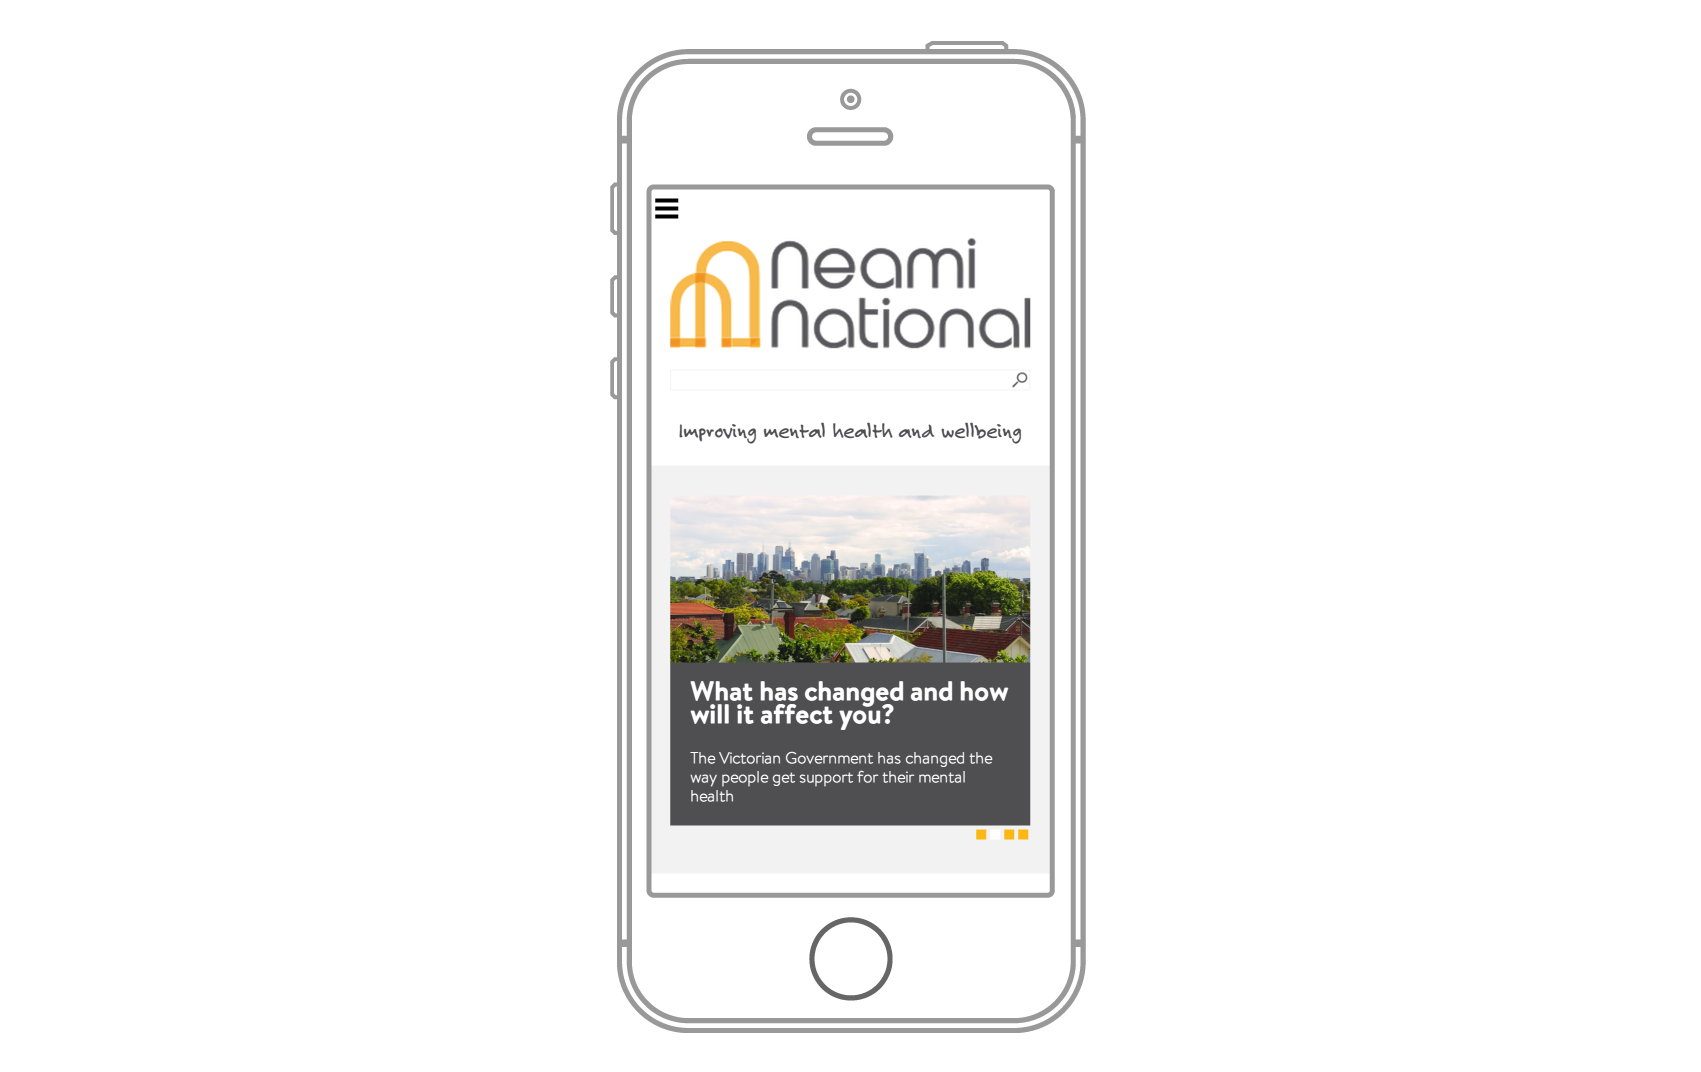 Neami
National
Improving mental health and wellbeing
What has changed and how
will it affect you?
The Victorian Government has changed the
way people get support for their mental
health